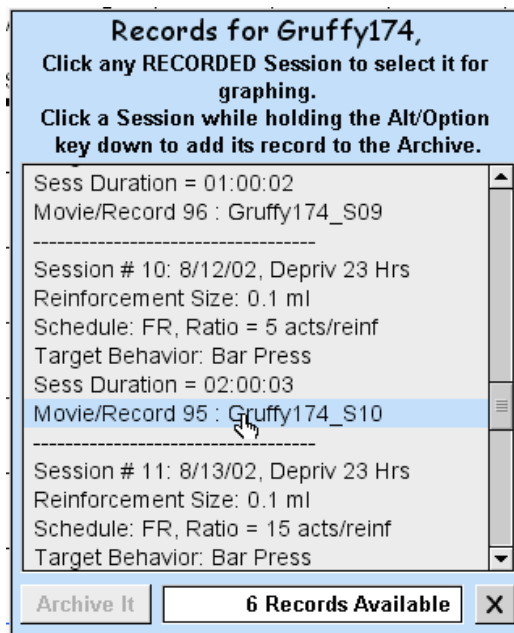 Records for Gruffy174,
Click any RECORDED Session to select it for
graphing.
Click a Session while holding the Alt/Option
key down to add its record to the Archive.
Sess Duration = 01:00:02
Movie/Record 96 : Gruffy174_S09
-----------------------------------
Session # 10: 8/12/02, Depriv 23 Hrs
Reinforcement Size: 0.1 ml
Schedule: FR, Ratio = 5 acts/reinf
Target Behavior: Bar Press
Sess Duration = 02:00:03
Movie/Record 95 : Gruffy174_S10
-----------------------------------
Session # 11: 8/13/02, Depriv 23 Hrs
Reinforcement Size: 0.1 ml
Schedule: FR, Ratio = 15 acts/reinf
Target Behavior: Bar Press
Archive It
6 Records Available
X